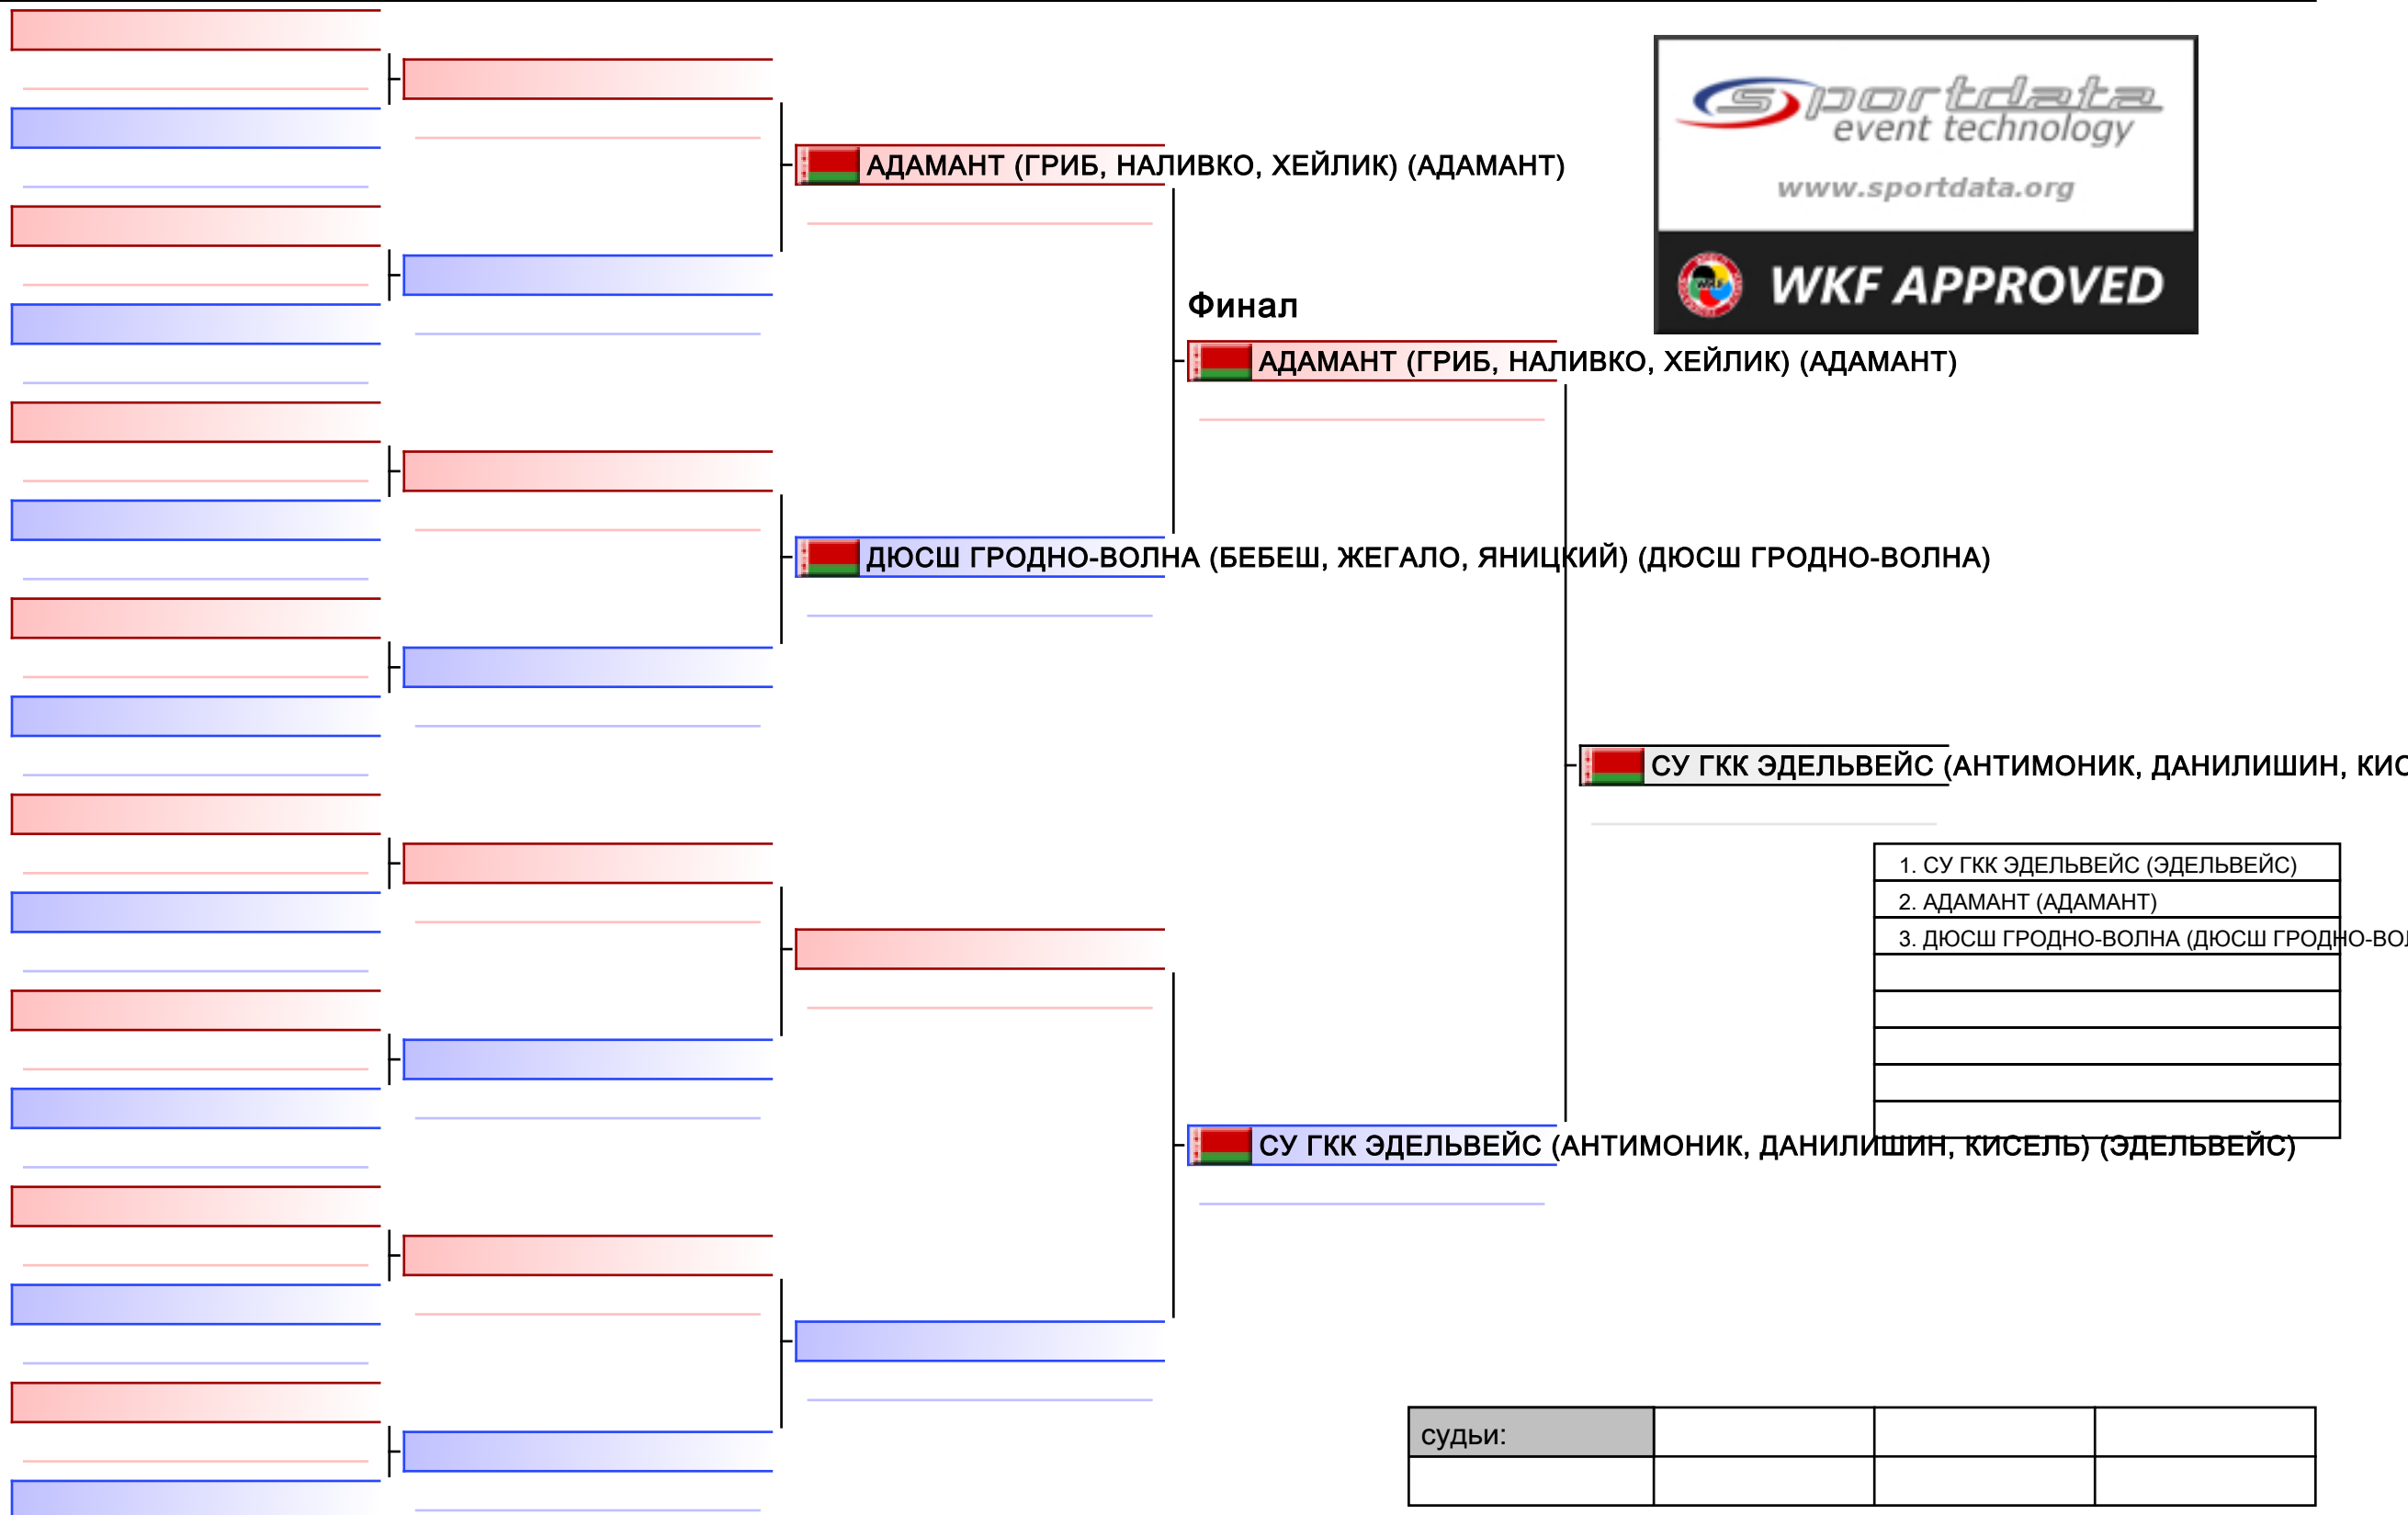 sportdata
event technology
www.sportdata.org
WKF APPROVED
АДАМАНТ (ГРИБ, НАЛИВКО, ХЕЙЛИК) (АДАМАНТ)
Финал
АДАМАНТ (ГРИБ, НАЛИВКО, ХЕЙЛИК) (АДАМАНТ)
ДЮСШ ГРОДНО-ВОЛНА (БЕБЕШ, ЖЕГАЛО, ЯНИЦКИЙ) (ДЮСШ ГРОДНО-ВОЛНА)
СУ ГКК ЭДЕЛЬВЕЙС (АНТИМОНИК, ДАНИЛИШИН, КИС
1. СУ ГКК ЭДЕЛЬВЕЙС (ЭДЕЛЬВЕЙС)
2. АДАМАНТ (АДАМАНТ)
3. ДЮСШ ГРОДНО-ВОЛНА (ДЮСШ ГРОДНО-ВОЛ
СУ ГКК ЭДЕЛЬВЕЙС (АНТИМОНИК, ДАНИЛИШИН, КИСЕЛЬ) (ЭДЕЛЬВЕЙС)
судьи: